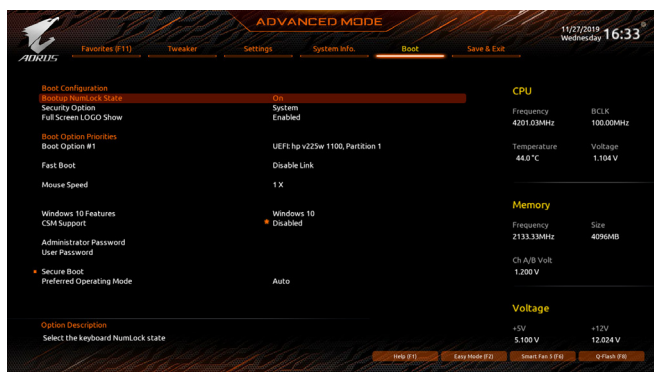 ADVANCED MODE
11/27/2019
Wednesday 16:33
AORUS
Favorites (F11) Tweaker Settings System Info. Boot Save & Exit
Boot Configuration
Bootup NumLock State On
Security Option System
Full Screen LOGO Show Enabled
Boot Option Priorities
Boot Option #1 UEFI: hp v225w 1100, Partition 1
Fast Boot Disable Link
Mouse Speed 1 X
Windows 10 Features Windows 10
CSM Support Disabled
Administrator Password
User Password
Secure Boot
Preferred Operating Mode Auto
CPU
Frequency BCLK
4201.03MHz 100.00MHz
Temperature Voltage
44.0 °C 1.104 V
Memory
Frequency Size
2133.33MHz 4096MB
Ch A/B Volt
1.200 V
Voltage
+5V +12V
5.100 V 12.024 V
Option Description
Select the keyboard NumLock state
Help (F1) Easy Mode (F2) Smart Fan 5 (F6) Q-Flash (F8)